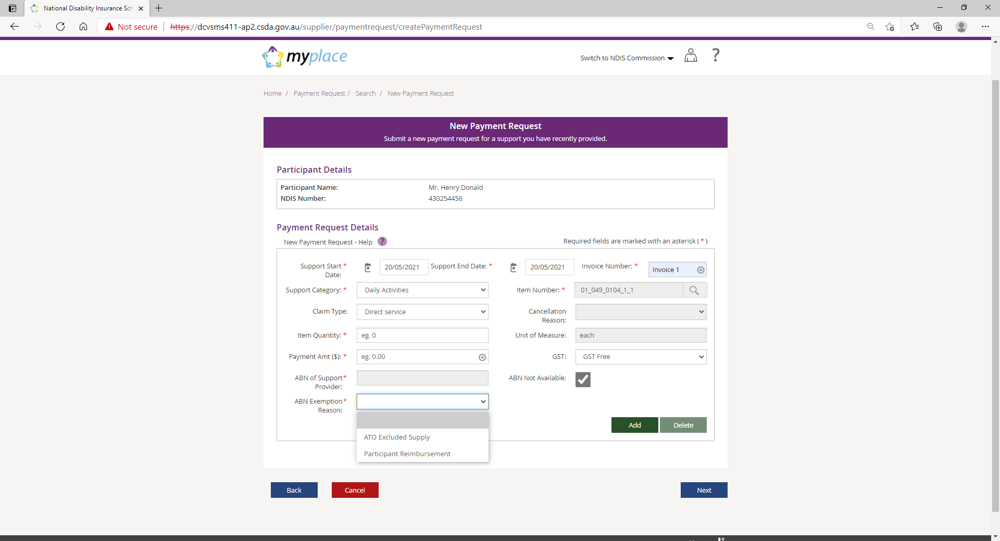 National Disability Insurance Sch
Not secure
https://dcvsms411-ap2.csda.gov.au/supplier/paymentrequest/createPaymentRequest
myplace
Switch to NDIS Commission
?
Home / Payment Request / Search / New Payment Request
New Payment Request
Submit a new payment request for a support you have recently provided.
Participant Details
Participant Name: Mr. Henry Donald
NDIS Number: 430254456
Payment Request Details
New Payment Request - Help ?
Required fields are marked with an asterisk ( * )
Support Start *
Date:
20/05/2021
Support End Date: *
20/05/2021
Invoice Number: *
Invoice 1
Support Category: * Daily Activities
Item Number: * 01_049_0104_1_1
Claim Type: Direct service
Cancellation
Reason:
Item Quantity: * eg. 0
Unit of Measure: each
Payment Amt ($): * eg. 0.00
GST: GST Free
ABN of Support *
Provider:
ABN Not Available:
ABN Exemption *
Reason:
ATO Excluded Supply
Participant Reimbursement
Add
Delete
Back
Cancel
Next